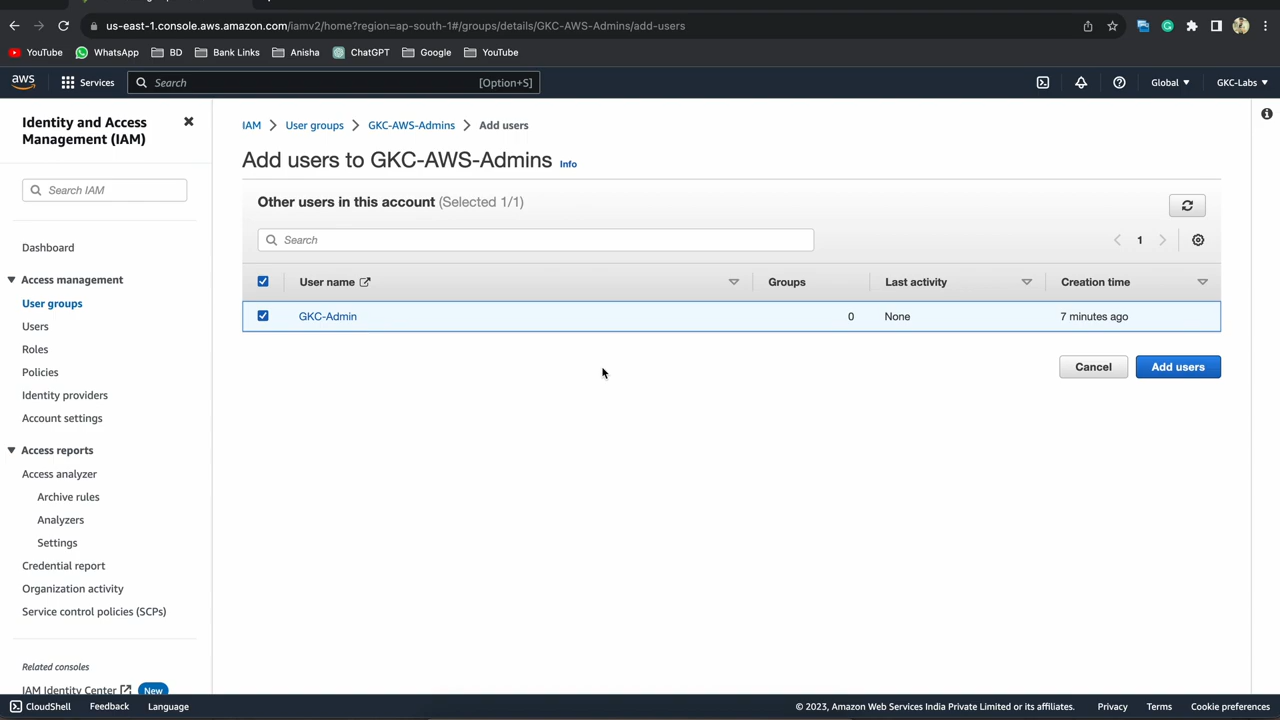 us-east-1.console.aws.amazon.com/iamv2/home?region=ap-south-1#/groups/details/GKC-AWS-Admins/add-users
YouTube WhatsApp BD Bank Links Anisha ChatGPT Google YouTube
aws Services Search [Option+S] Global GKC-Labs
Identity and Access
Management (IAM)
Search IAM
Dashboard
Access management
User groups
Users
Roles
Policies
Identity providers
Account settings
Access reports
Access analyzer
Archive rules
Analyzers
Settings
Credential report
Organization activity
Service control policies (SCPs)
Related consoles
IAM Identity Center New
IAM User groups GKC-AWS-Admins Add users
Add users to GKC-AWS-Admins Info
Other users in this account (Selected 1/1)
Search 1
User name Groups Last activity Creation time
GKC-Admin 0 None 7 minutes ago
Cancel Add users
CloudShell Feedback Language © 2023, Amazon Web Services India Private Limited or its affiliates. Privacy Terms Cookie preferences